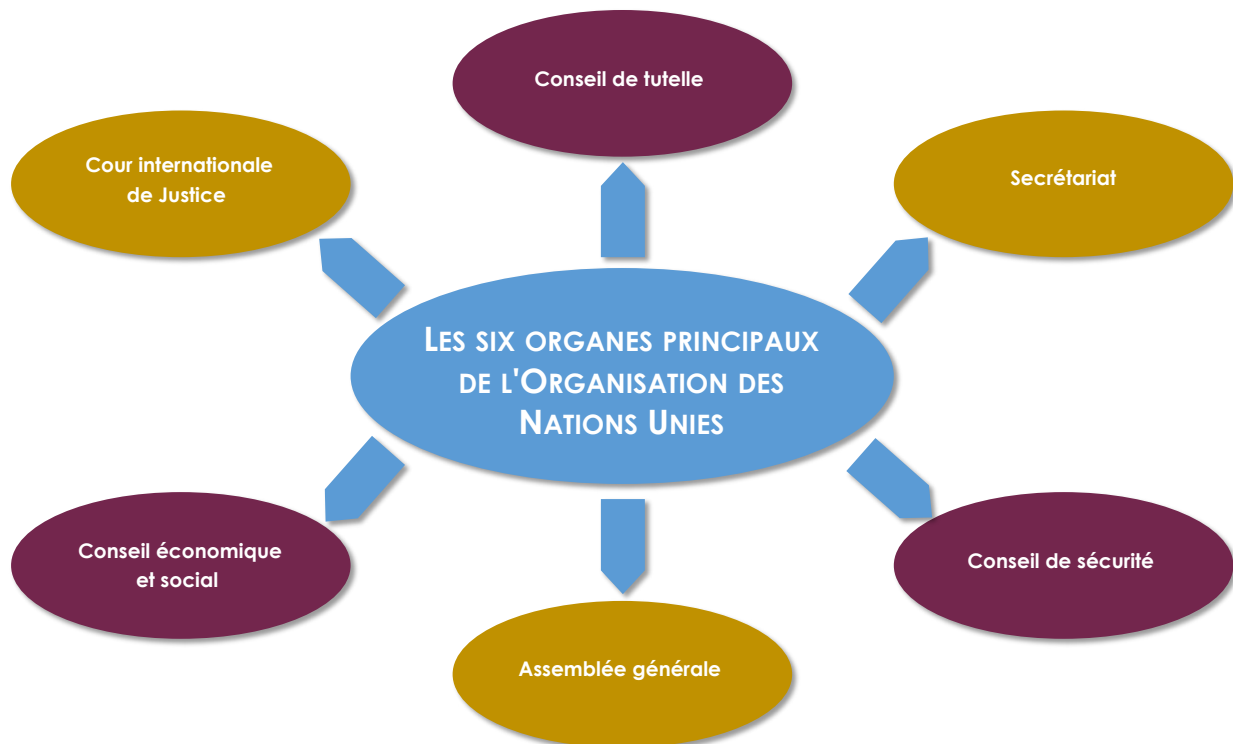 Conseil de tutelle
Cour internationale
de Justice
Secrétariat
LES SIX ORGANES PRINCIPAUX
DE L'ORGANISATION DES
NATIONS UNIES
Conseil économique
et social
Conseil de sécurité
Assemblée générale